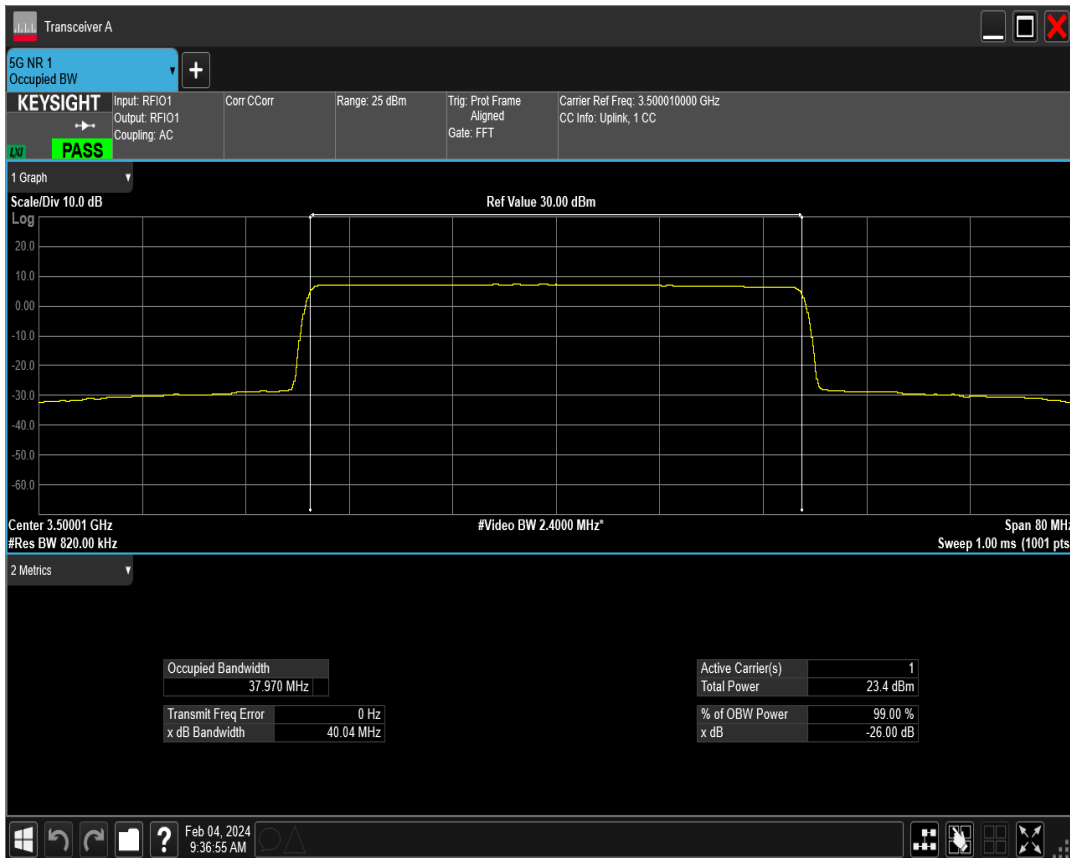 Transceiver A
5G NR 1
Occupied BW
KEYSIGHT
LXI
PASS
Input: RFIO1
Output: RFIO1
Coupling: AC
Corr CCorr
Range: 25 dBm
Trig: Prot Frame
Aligned
Gate: FFT
Carrier Ref Freq: 3.500010000 GHz
CC Info: Uplink, 1 CC
1 Graph
Scale/Div 10.0 dB
Ref Value 30.00 dBm
Log
20.0
10.0
0.00
-10.0
-20.0
-30.0
-40.0
-50.0
-60.0
Center 3.50001 GHz
#Video BW 2.4000 MHz*
Span 80 MHz
#Res BW 820.00 kHz
Sweep 1.00 ms (1001 pts
2 Metrics
Occupied Bandwidth
37.970 MHz
Transmit Freq Error 0 Hz
x dB Bandwidth 40.04 MHz
Active Carrier(s) 1
Total Power 23.4 dBm
% of OBW Power 99.00 %
x dB -26.00 dB
?
Feb 04, 2024
9:36:55 AM